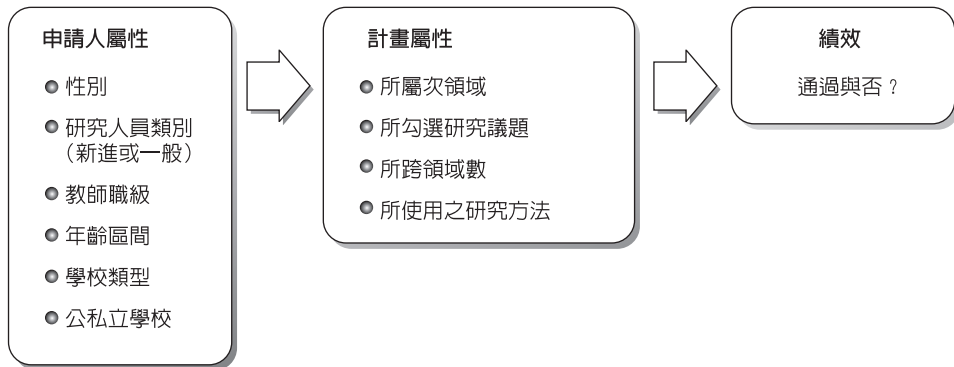 申請人屬性
性別
研究人員類別
（新進或一般）
教師職級
年齡區間
學校類型
公私立學校
計畫屬性
所屬次領域
所勾選研究議題
所跨領域數
所使用之研究方法
績效
通過與否？